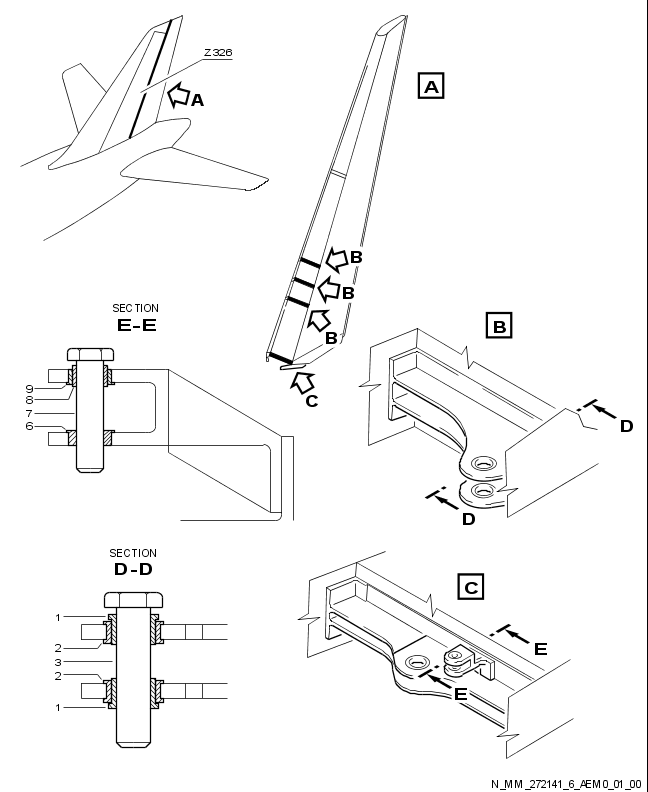 Z326
A
A
B
B
B
C
SECTION
E-E
9
8
7
6
B
D
D
SECTION
D-D
1
2
3
2
1
C
E
E
N_MM_272141_6_AEM0_01_00